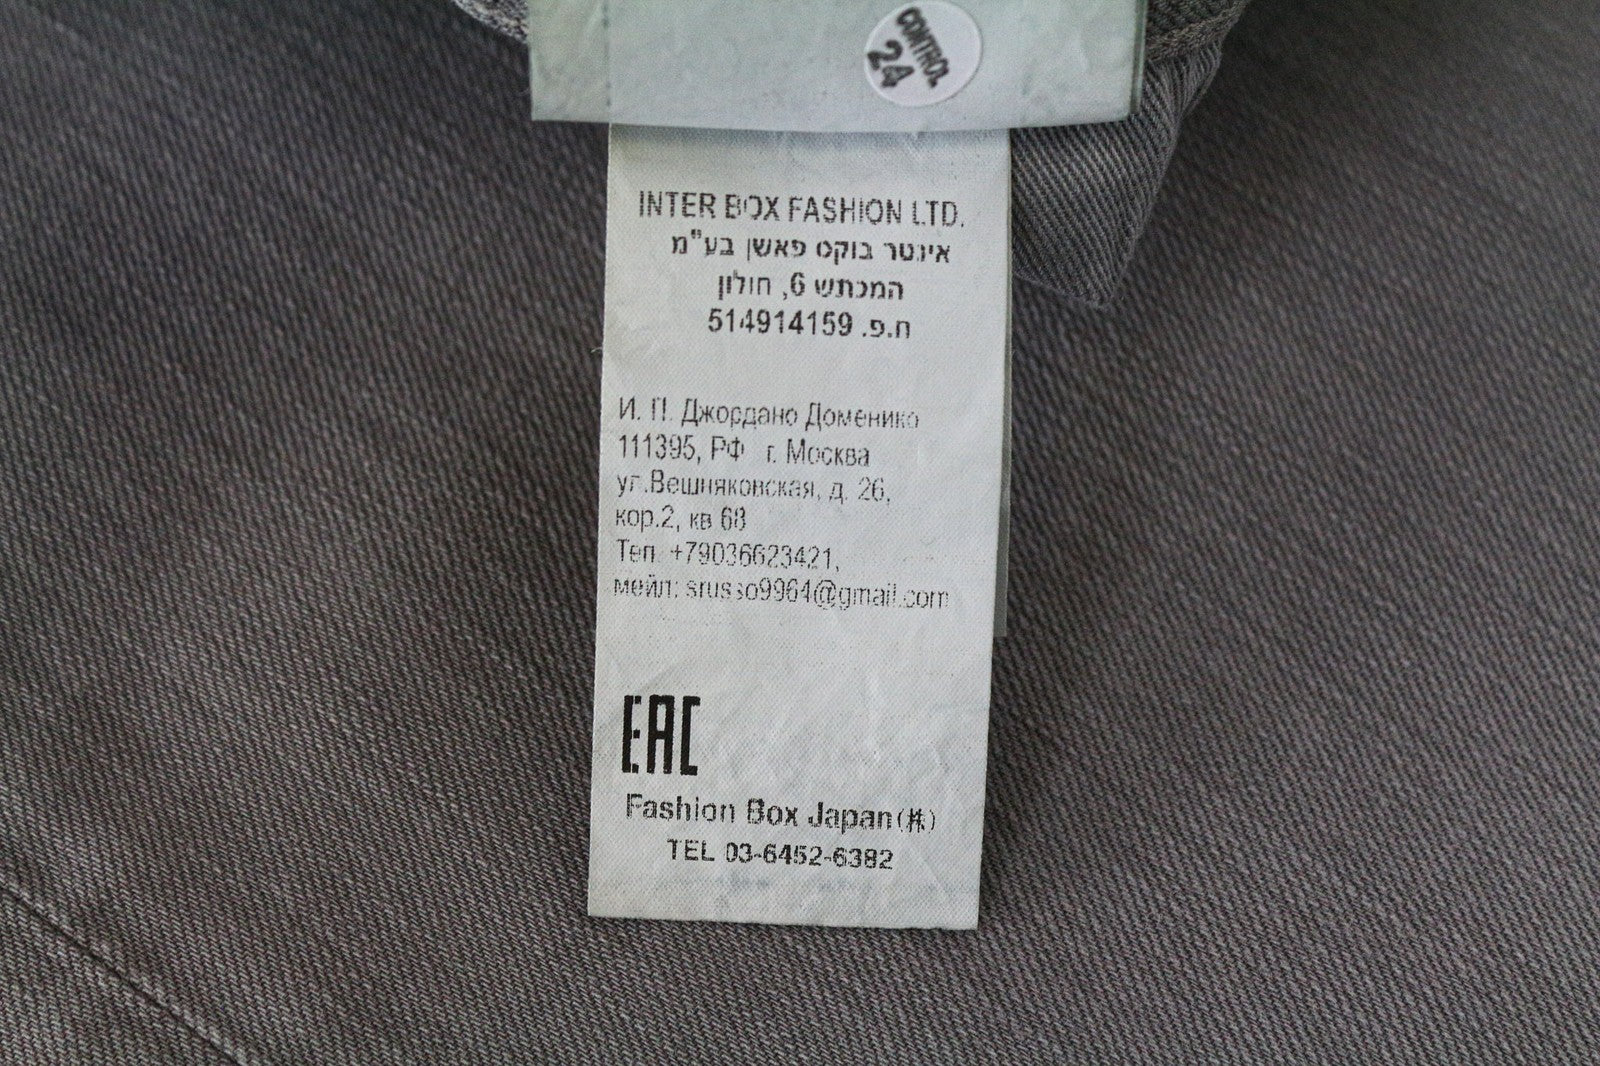 CONTROL
24
INTER BOX FASHION LTD.
אינטר בוקס פאשן בע"מ
המכתש 6, חולון
ח.פ. 514914159
И. П. Джордано Доменико
111395, РФ г. Москва
ул.Вешняковская, д. 26,
кор.2, кв 68
Тел. +79036623421,
мейл: srusso9964@gmail.com
EAC
Fashion Box Japan(株)
TEL 03-6452-6382